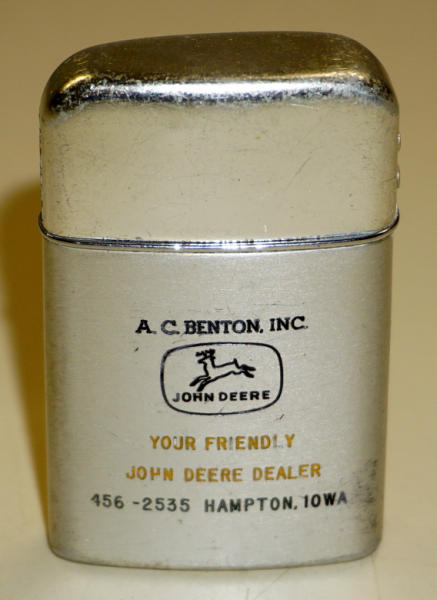 A. C. BENTON, INC.
JOHN DEERE
YOUR FRIENDLY
JOHN DEERE DEALER
456-2535 HAMPTON, IOWA